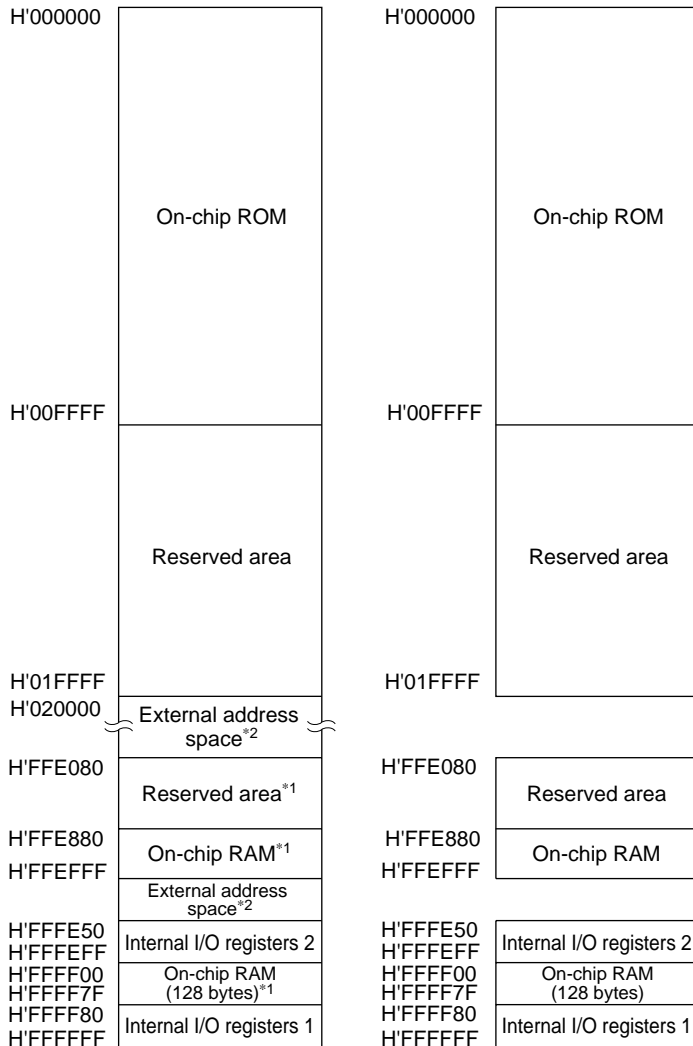 H'000000
On-chip ROM
H'00FFFF
Reserved area
H'01FFFF
H'020000
External address
space*2
H'FFE080
Reserved area*1
H'FFE880
On-chip RAM*1
H'FFEFFF
External address
space*2
H'FFFE50
Internal I/O registers 2
H'FFFEFF
H'FFFF00
On-chip RAM
(128 bytes)*1
H'FFFF7F
H'FFFF80
Internal I/O registers 1
H'FFFFFF
H'000000
On-chip ROM
H'00FFFF
Reserved area
H'01FFFF
H'FFE080
Reserved area
H'FFE880
On-chip RAM
H'FFEFFF
H'FFFE50
Internal I/O registers 2
H'FFFEFF
H'FFFF00
On-chip RAM
(128 bytes)
H'FFFF7F
H'FFFF80
Internal I/O registers 1
H'FFFFFF